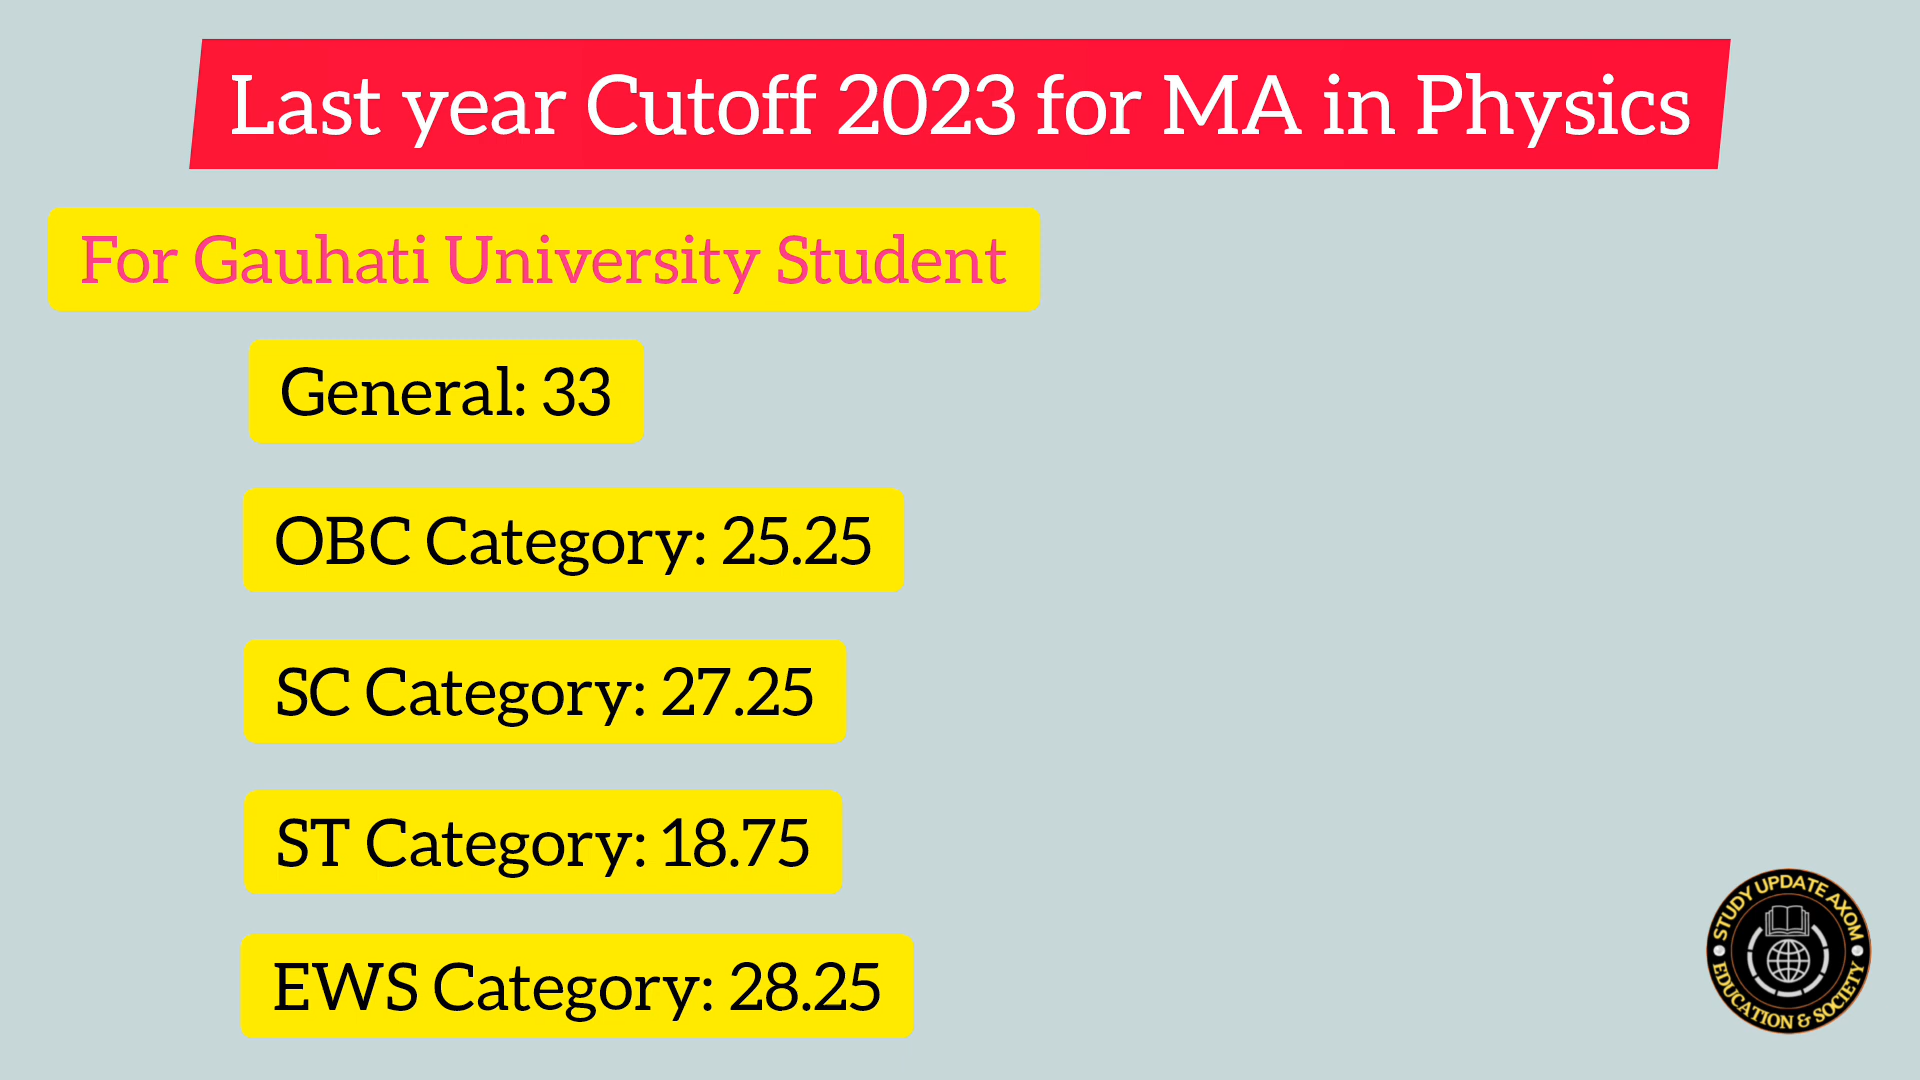 Last year Cutoff 2023 for MA in Physics
For Gauhati University Student
General: 33
OBC Category: 25.25
SC Category: 27.25
ST Category: 18.75
EWS Category: 28.25
STUDY UPDATE AXOM
EDUCATION & SOCIETY